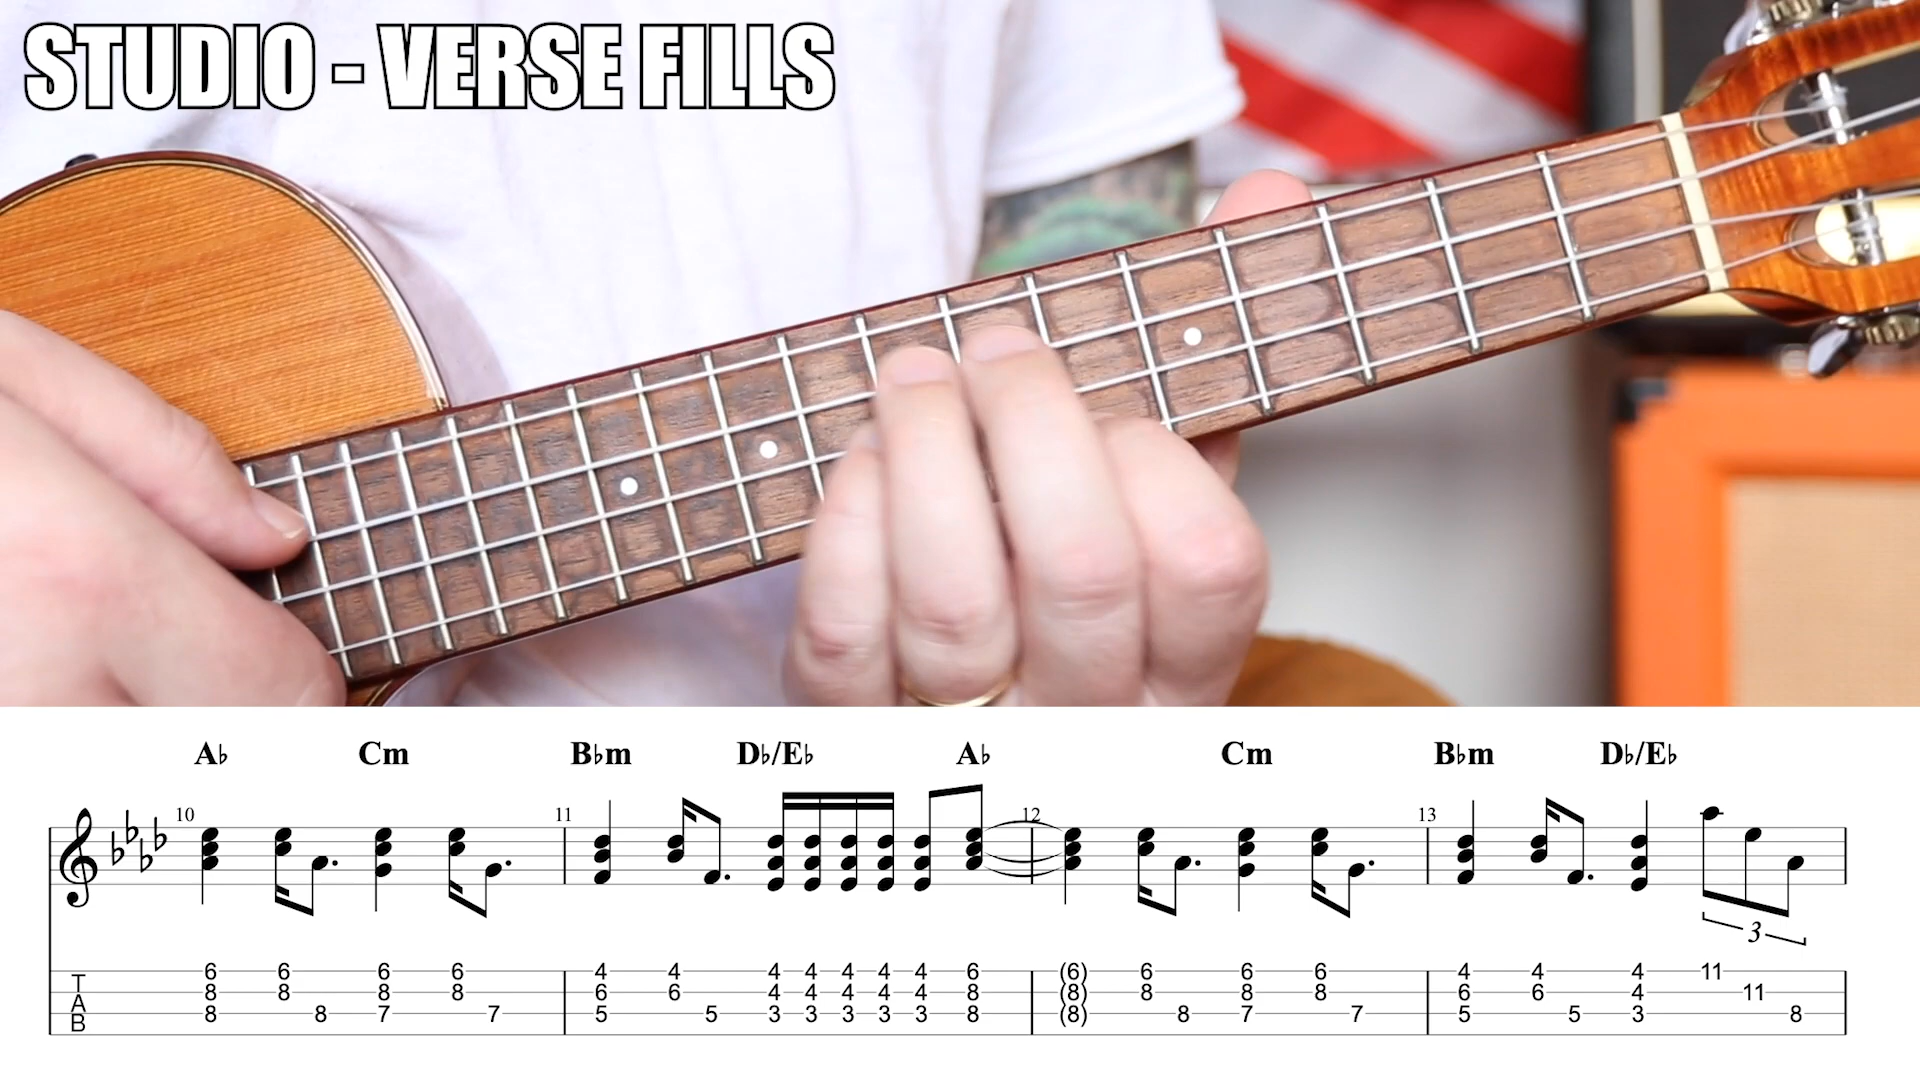 STUDIO - VERSE FILLS
A♭ Cm B♭m D♭/E♭ A♭ Cm B♭m D♭/E♭
10 11 12 13
3
T 6 6 6 6 4 4 4 4 4 4 4 6 (6) 6 6 6 4 4 4 11
A 8 8 8 8 6 6 4 4 4 4 4 8 (8) 8 8 8 6 6 4 11
B 8 8 7 7 5 5 3 3 3 3 3 8 (8) 8 7 7 5 5 3 8